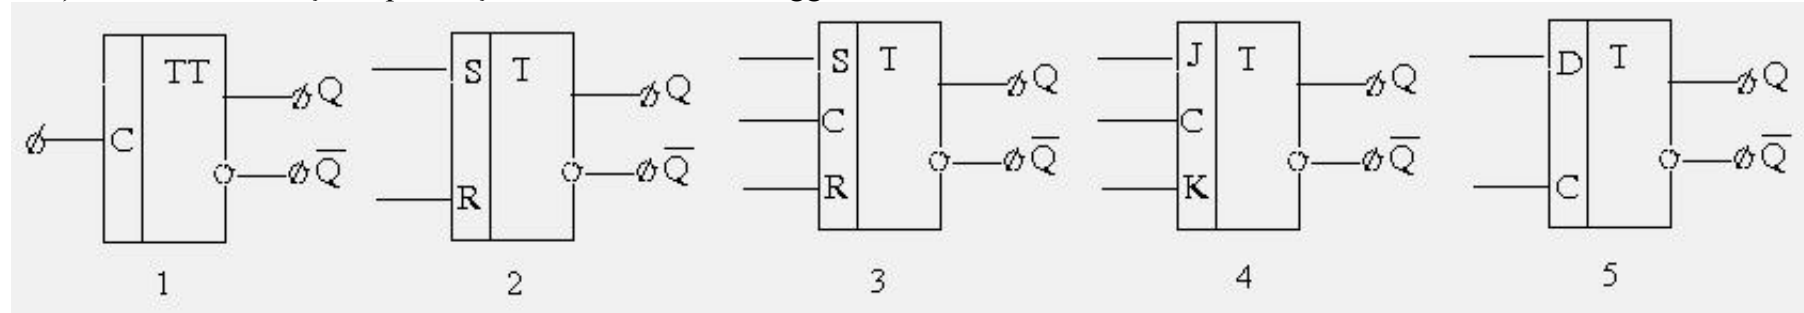 TT Q S T Q S T Q J T Q D T Q
C Q̅ R Q̅ C Q̅ C Q̅ C Q̅
R K
1 2 3 4 5